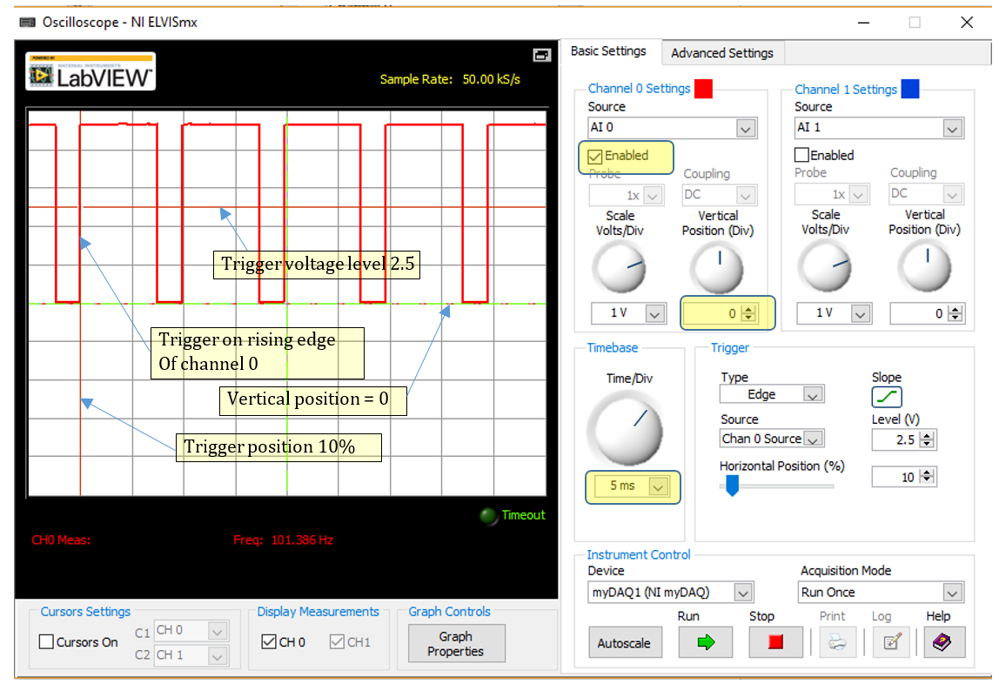 Oscilloscope - NI ELVISmx
POWERED BY
NATIONAL INSTRUMENTS
LabVIEW™
Sample Rate: 50.00 kS/s
Trigger voltage level 2.5
Trigger on rising edge
Of channel 0
Vertical position = 0
Trigger position 10%
Timeout
CH0 Meas:
Freq: 101.386 Hz
Cursors Settings
Cursors On
C1 CH 0
C2 CH 1
Display Measurements
CH 0
CH1
Graph Controls
Graph
Properties
Basic Settings
Advanced Settings
Channel 0 Settings
Source
AI 0
Enabled
Probe
Coupling
1x
DC
Scale
Volts/Div
Vertical
Position (Div)
1 V
0
Channel 1 Settings
Source
AI 1
Enabled
Probe
Coupling
1x
DC
Scale
Volts/Div
Vertical
Position (Div)
1 V
0
Timebase
Time/Div
5 ms
Trigger
Type
Edge
Slope
Source
Chan 0 Source
Level (V)
2.5
Horizontal Position (%)
10
Instrument Control
Device
myDAQ1 (NI myDAQ)
Acquisition Mode
Run Once
Autoscale
Run
Stop
Print
Log
Help